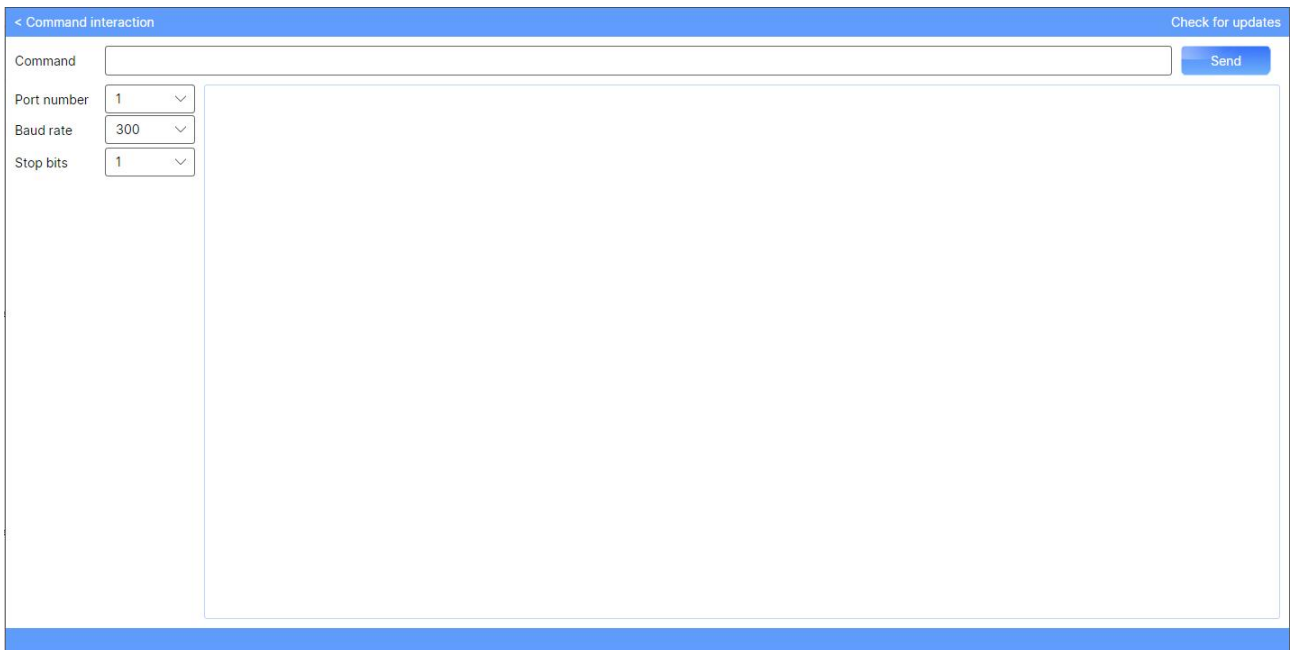 < Command interaction Check for updates
Command Send
Port number 1
Baud rate 300
Stop bits 1